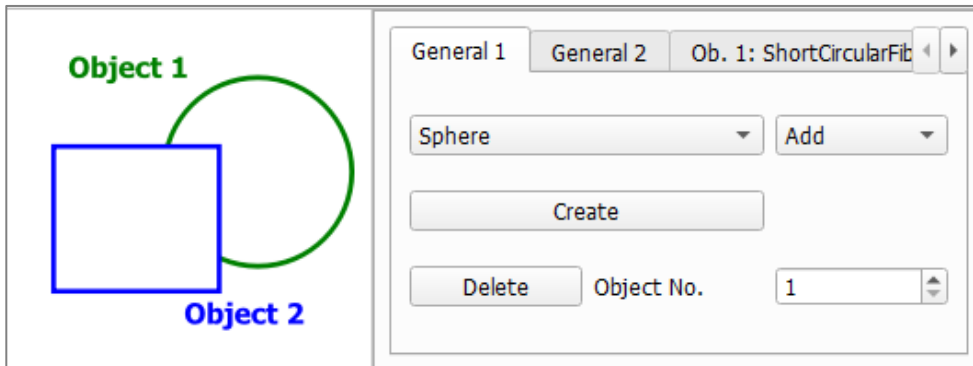 Object 1
Object 2
General 1 General 2 Ob. 1: ShortCircularFib
Sphere Add
Create
Delete Object No. 1